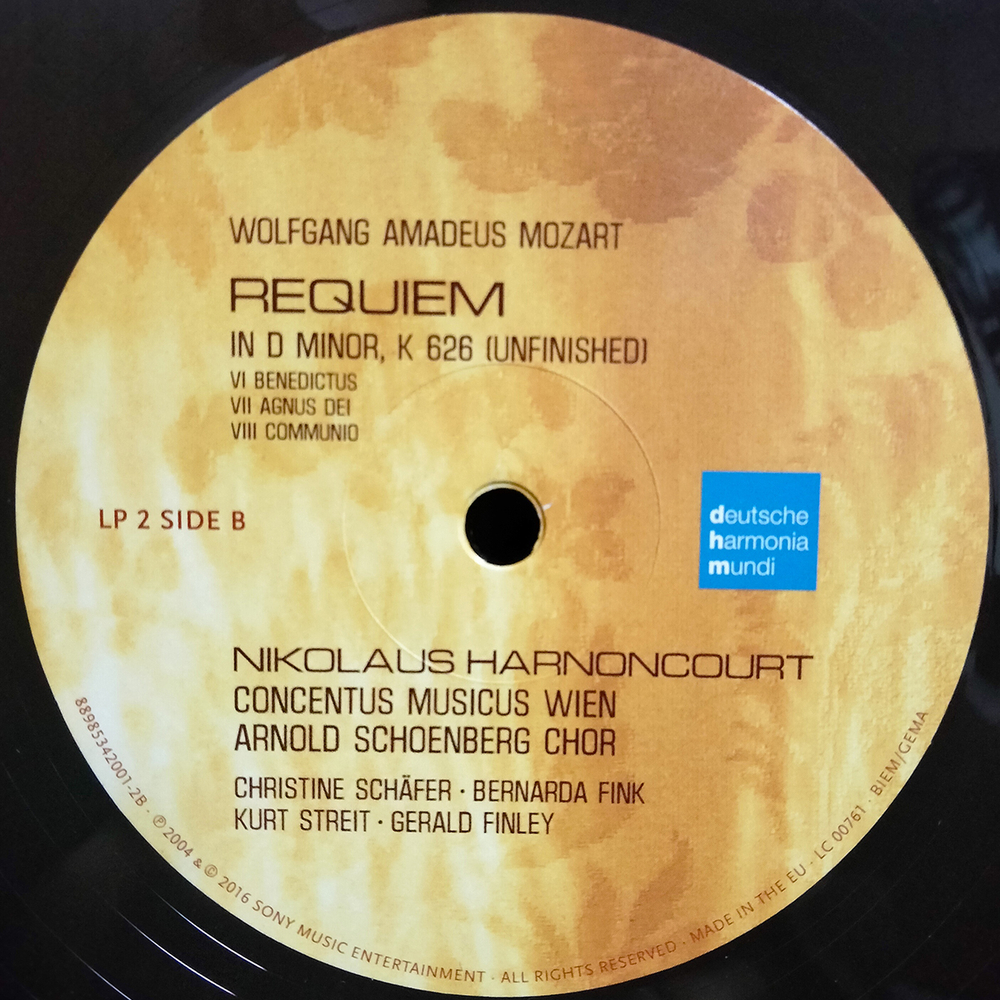 WOLFGANG AMADEUS MOZART
REQUIEM
IN D MINOR, K 626 (UNFINISHED)
VI BENEDICTUS
VII AGNUS DEI
VIII COMMUNIO
LP 2 SIDE B
deutsche
harmonia
mundi
NIKOLAUS HARNONCOURT
CONCENTUS MUSICUS WIEN
ARNOLD SCHOENBERG CHOR
CHRISTINE SCHÄFER · BERNARDA FINK
KURT STREIT · GERALD FINLEY
88985342001-2B · ℗ 2004 & © 2016 SONY MUSIC ENTERTAINMENT · ALL RIGHTS RESERVED · MADE IN THE EU · LC 00761 · BIEM/GEMA